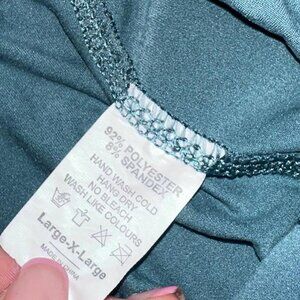 92% POLYESTER
8% SPANDEX
HAND WASH COLD
HANG DRY
NO BLEACH
WASH LIKE COLOURS
Large-X-Large
MADE IN CHINA